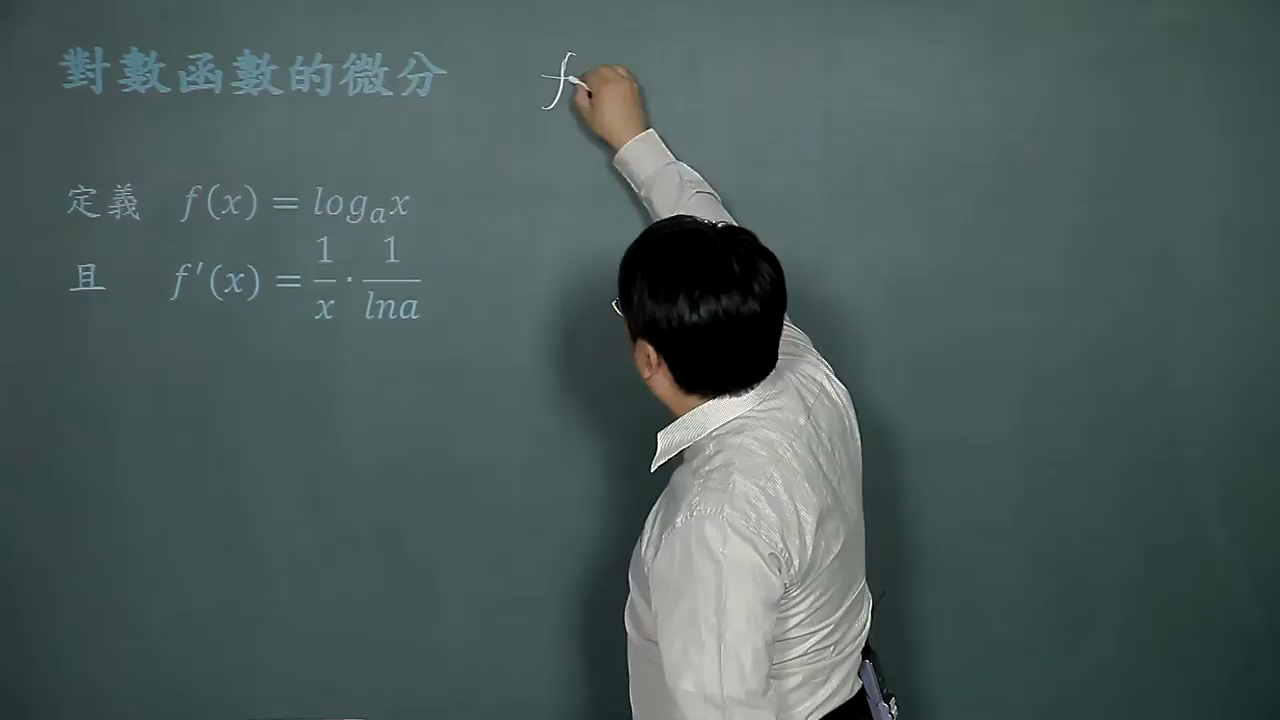 對數函數的微分
f
定義 f(x) = log_a x
且 f'(x) = 1/x · 1/lna